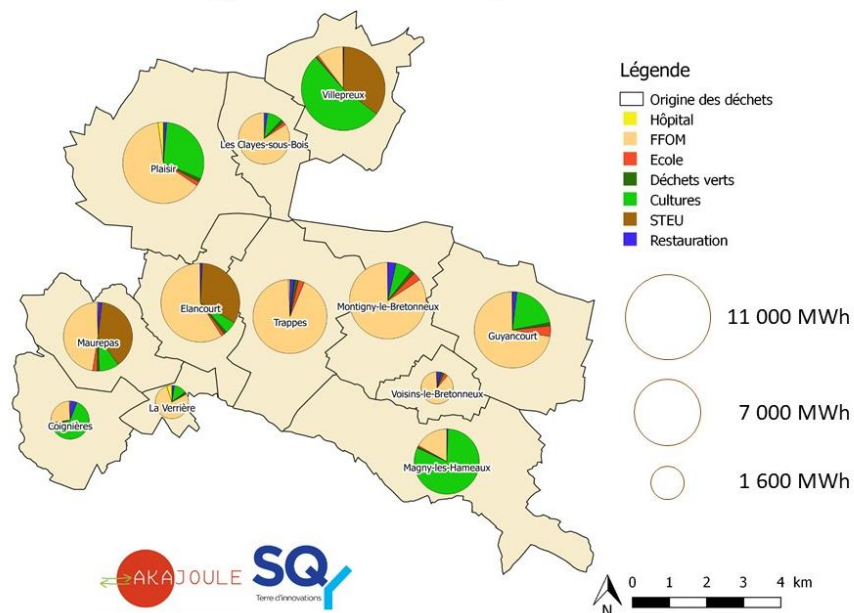 Villepreux
Les Clayes-sous-Bois
Plaisir
Elancourt
Trappes
Montigny-le-Bretonneux
Guyancourt
Maurepas
Voisins-le-Bretonneux
La Verrière
Coignières
Magny-les-Hameaux
Légende
Origine des déchets
Hôpital
FFOM
Ecole
Déchets verts
Cultures
STEU
Restauration
11 000 MWh
7 000 MWh
1 600 MWh
AKAJOULE
SQY
Terre d'innovations
N
0 1 2 3 4 km